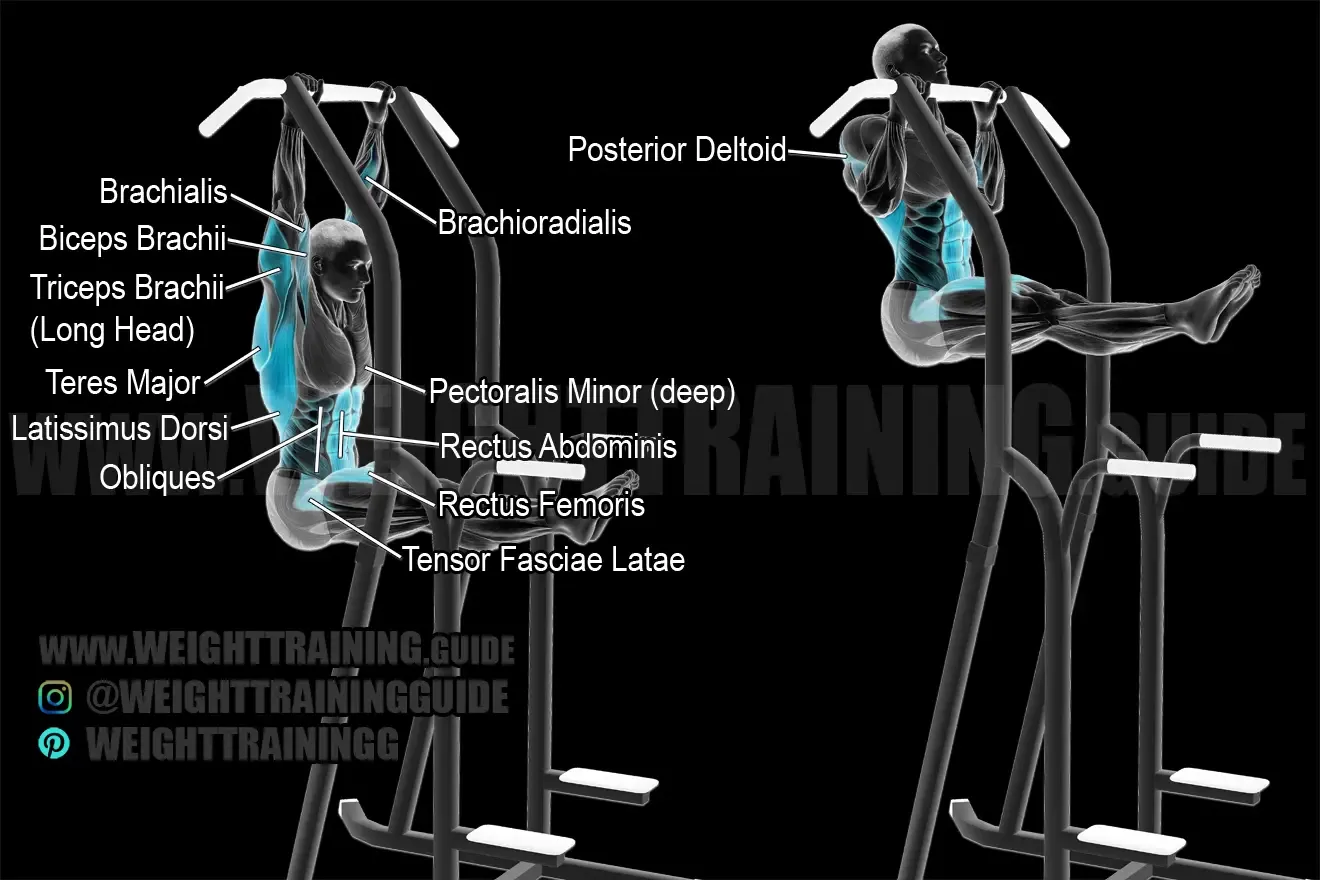 Posterior Deltoid
Brachialis
Brachioradialis
Biceps Brachii
Triceps Brachii
(Long Head)
Teres Major
Pectoralis Minor (deep)
Latissimus Dorsi
Rectus Abdominis
Obliques
Rectus Femoris
Tensor Fasciae Latae
WWW.WEIGHTTRAINING.GUIDE
WWW.WEIGHTTRAINING.GUIDE
@WEIGHTTRAININGGUIDE
WEIGHTTRAININGG